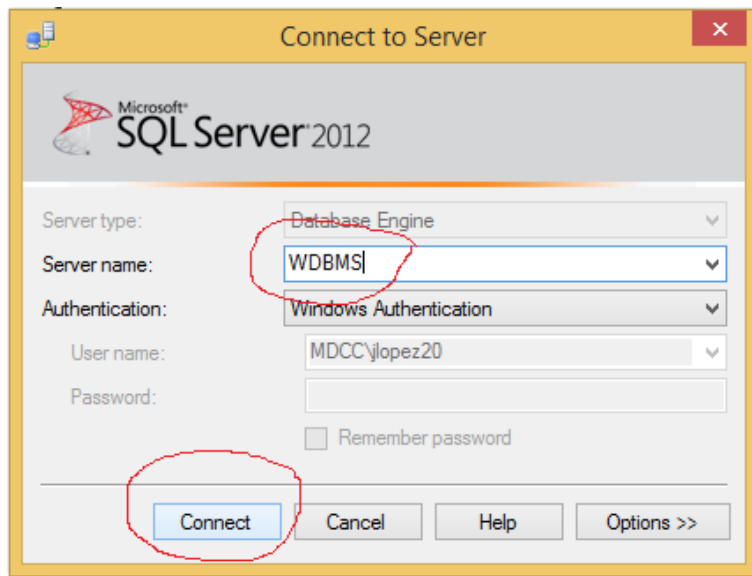 Connect to Server
Microsoft®
SQL Server® 2012
Server type: Database Engine
Server name: WDBMS
Authentication: Windows Authentication
User name: MDCC\jlopez20
Password:
Remember password
Connect Cancel Help Options >>